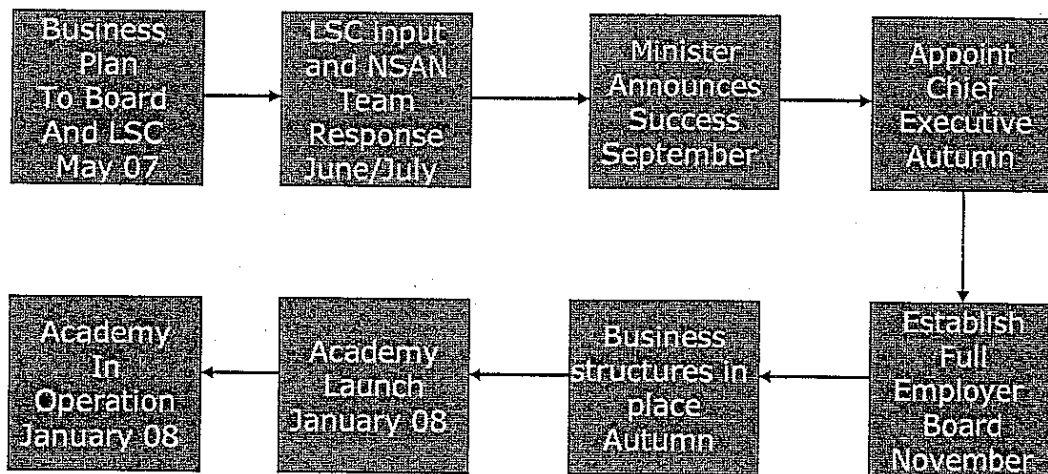 Business
Plan
To Board
And LSC
May 07
LSC input
and NSAN
Team
Response
June/July
Minister
Announces
Success
September
Appoint
Chief
Executive
Autumn
Establish
Full
Employer
Board
November
Business
structures in
place
Autumn
Academy
Launch
January 08
Academy
In
Operation
January 08